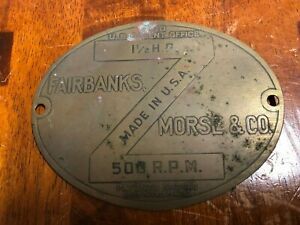 U.S. PATENT OFFICE
1½ H.P.
FAIRBANKS,
MADE IN U.S.A.
MORSE & CO.
500 R.P.M.